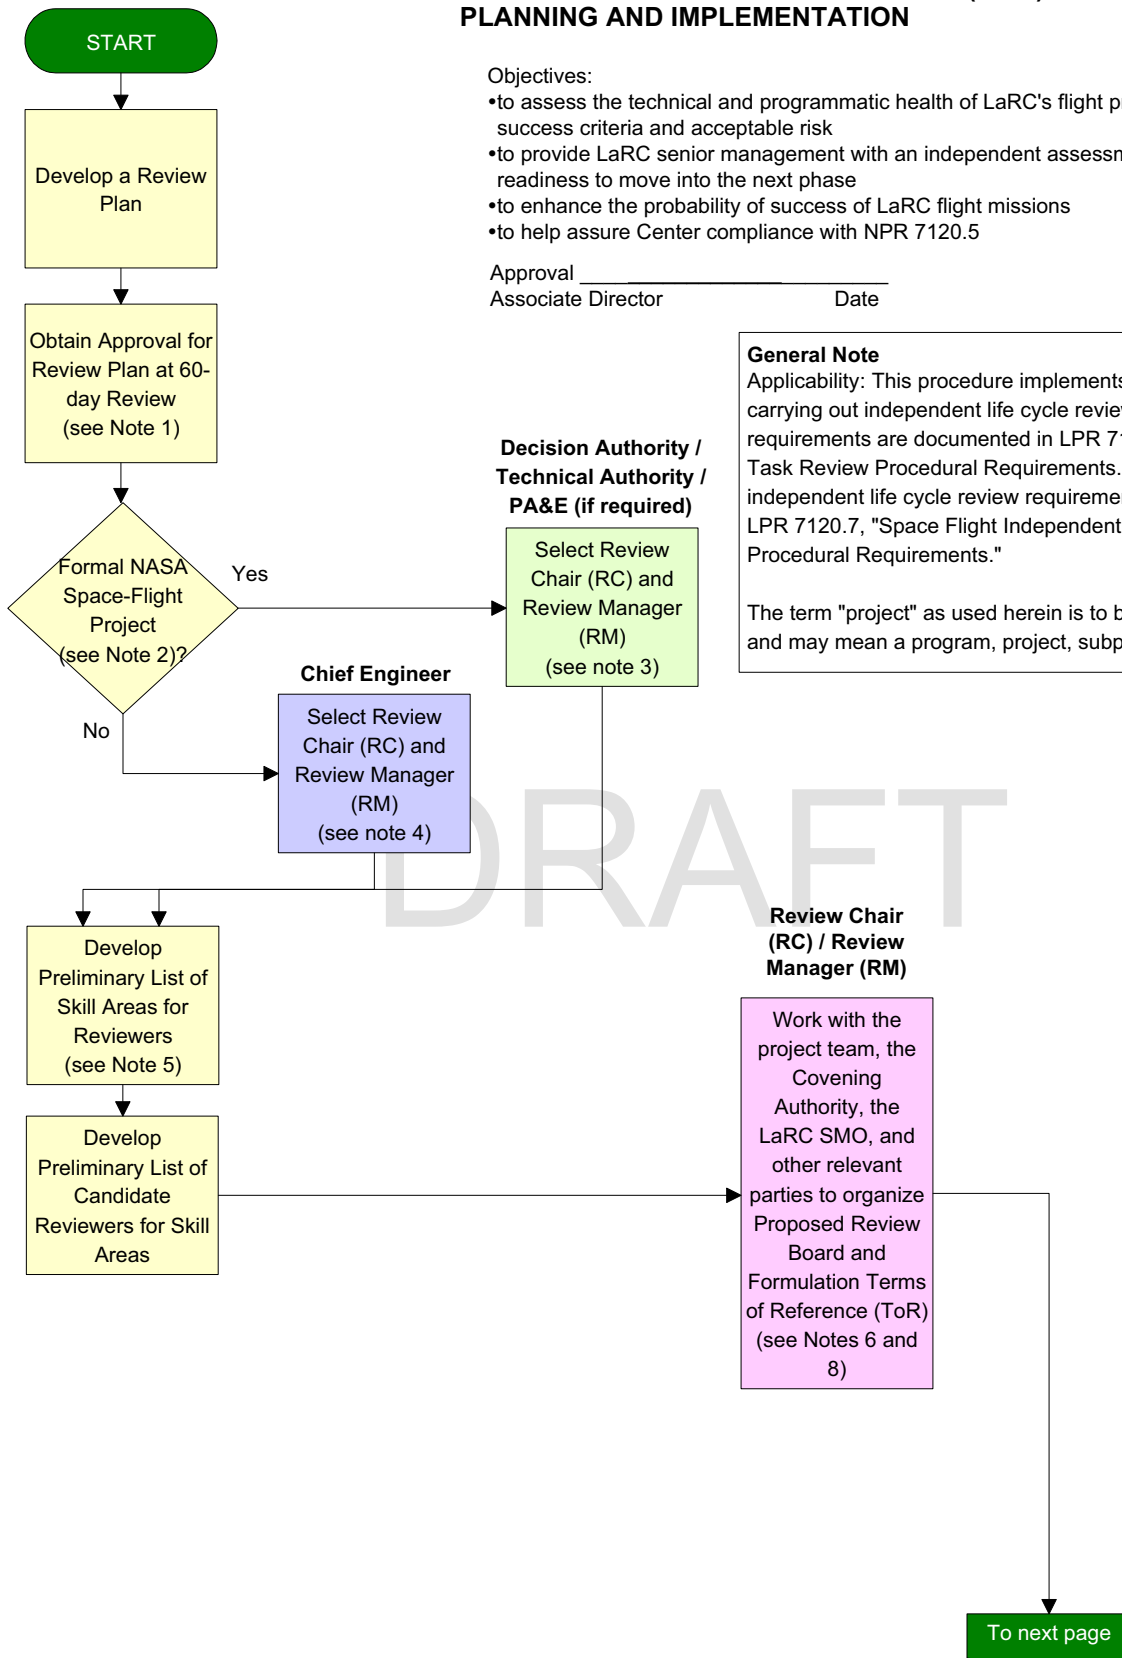 PLANNING AND IMPLEMENTATION
START
Objectives:
•to assess the technical and programmatic health of LaRC's flight
success criteria and acceptable risk
•to provide LaRC senior management with an independent
readiness to move into the next phase
•to enhance the probability of success of LaRC flight missions
•to help assure Center compliance with NPR 7120.5
Approval
Associate Director Date
Develop a Review
Plan
Obtain Approval for
Review Plan at 60-
day Review
(see Note 1)
General Note
Applicability: This procedure implements
carrying out independent life cycle
requirements are documented in LPR
Task Review Procedural Requirements.
independent life cycle review
LPR 7120.7, "Space Flight Independent
Procedural Requirements."
The term "project" as used herein is to
and may mean a program, project,
Formal NASA
Space-Flight
Project
(see Note 2)?
Yes
No
Decision Authority /
Technical Authority /
PA&E (if required)
Select Review
Chair (RC) and
Review Manager
(RM)
(see note 3)
Chief Engineer
Select Review
Chair (RC) and
Review Manager
(RM)
(see note 4)
DRAFT
Develop
Preliminary List of
Skill Areas for
Reviewers
(see Note 5)
Develop
Preliminary List of
Candidate
Reviewers for Skill
Areas
Review Chair
(RC) / Review
Manager (RM)
Work with the
project team, the
Covening
Authority, the
LaRC SMO, and
other relevant
parties to organize
Proposed Review
Board and
Formulation Terms
of Reference (ToR)
(see Notes 6 and
8)
To next page